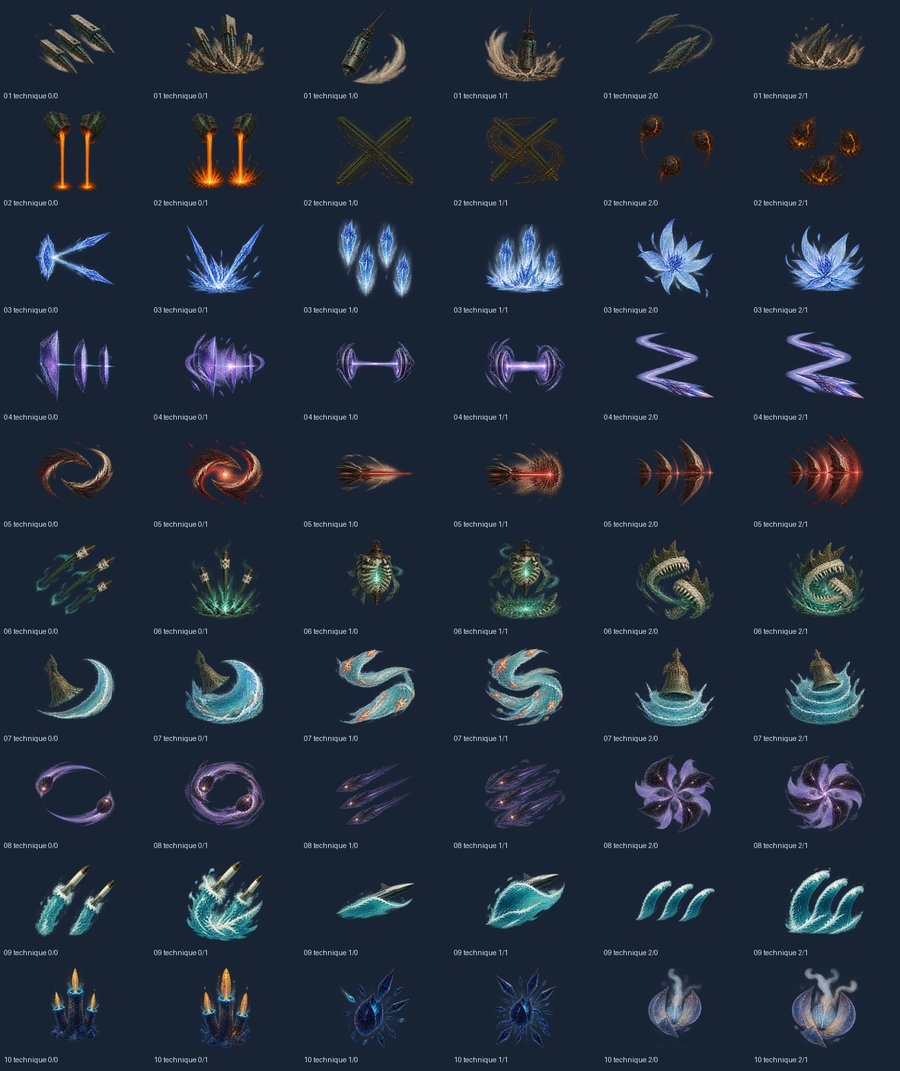 01 technique 0/0
01 technique 0/1
01 technique 1/0
01 technique 1/1
01 technique 2/0
01 technique 2/1
02 technique 0/0
02 technique 0/1
02 technique 1/0
02 technique 1/1
02 technique 2/0
02 technique 2/1
03 technique 0/0
03 technique 0/1
03 technique 1/0
03 technique 1/1
03 technique 2/0
03 technique 2/1
04 technique 0/0
04 technique 0/1
04 technique 1/0
04 technique 1/1
04 technique 2/0
04 technique 2/1
05 technique 0/0
05 technique 0/1
05 technique 1/0
05 technique 1/1
05 technique 2/0
05 technique 2/1
06 technique 0/0
06 technique 0/1
06 technique 1/0
06 technique 1/1
06 technique 2/0
06 technique 2/1
07 technique 0/0
07 technique 0/1
07 technique 1/0
07 technique 1/1
07 technique 2/0
07 technique 2/1
08 technique 0/0
08 technique 0/1
08 technique 1/0
08 technique 1/1
08 technique 2/0
08 technique 2/1
09 technique 0/0
09 technique 0/1
09 technique 1/0
09 technique 1/1
09 technique 2/0
09 technique 2/1
10 technique 0/0
10 technique 0/1
10 technique 1/0
10 technique 1/1
10 technique 2/0
10 technique 2/1